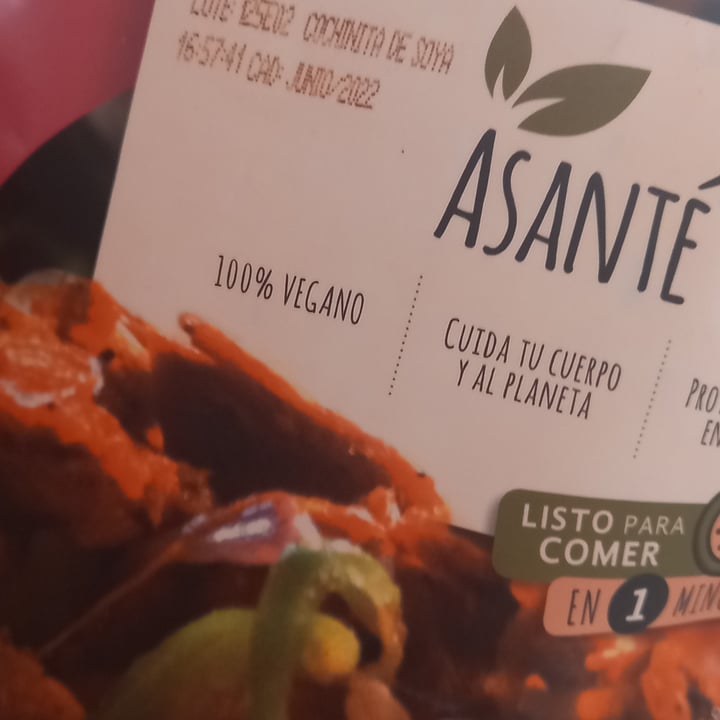 LOTE 125E02 COCHINITA DE SOYA
16:57:41 CAD: JUNIO/2022
ASANTÉ
100% VEGANO
CUIDA TU CUERPO
Y AL PLANETA
LISTO PARA
COMER
EN 1